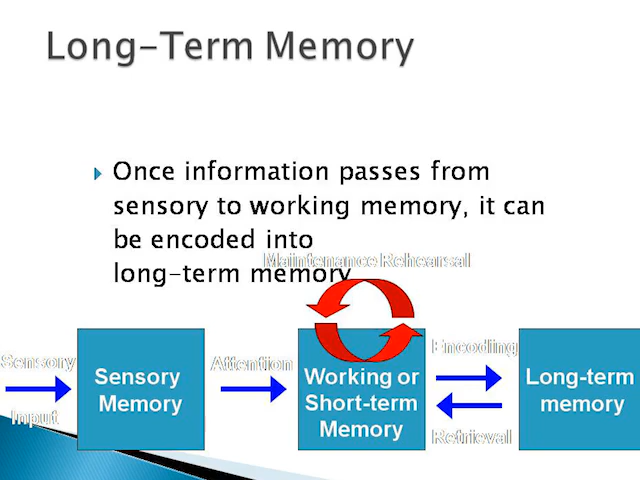 Long-Term Memory
Once information passes from
sensory to working memory, it can
be encoded into
long-term memory
Maintenance Rehearsal
Sensory
Input
Sensory
Memory
Attention
Working or
Short-term
Memory
Encoding
Retrieval
Long-term
memory